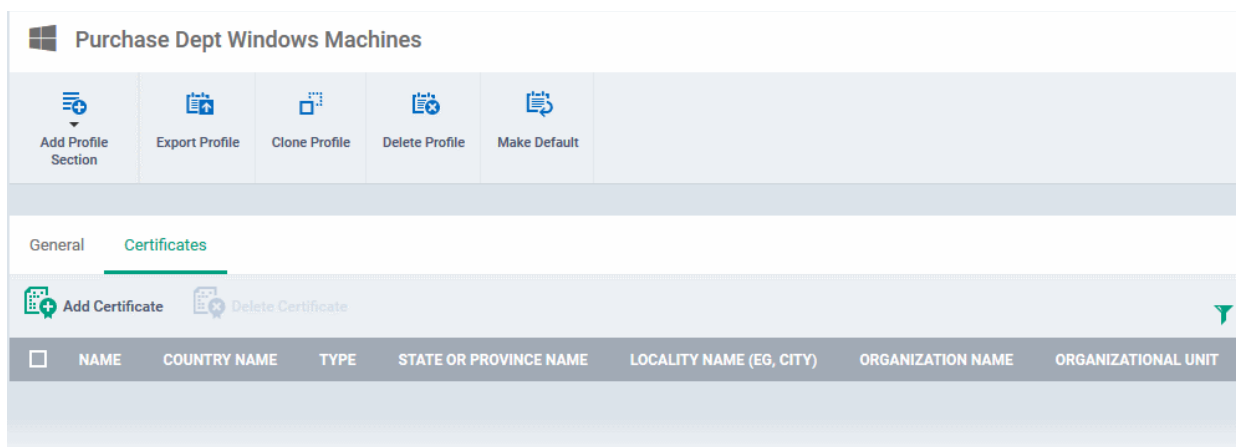 Purchase Dept Windows Machines
Add Profile Section
Export Profile
Clone Profile
Delete Profile
Make Default
General
Certificates
Add Certificate
Delete Certificate
NAME COUNTRY NAME TYPE STATE OR PROVINCE NAME LOCALITY NAME (EG, CITY) ORGANIZATION NAME ORGANIZATIONAL UNIT